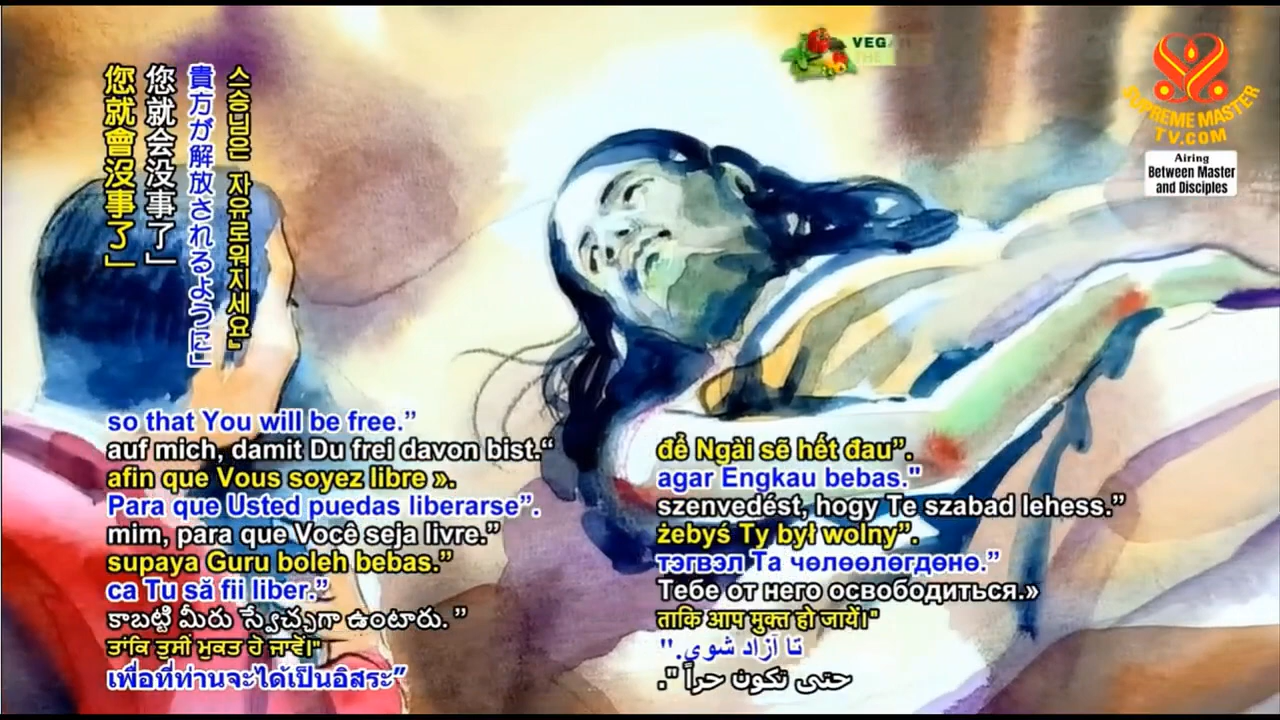 스승님은 자유로워지세요』
貴方が解放されるように」
您就会没事了」
您就會沒事了」
VEGAN
THE
SUPREME MASTER
TV.COM
Airing
Between Master
and Disciples
so that You will be free.”
auf mich, damit Du frei davon bist.“
afin que Vous soyez libre ».
Para que Usted puedas liberarse”.
mim, para que Você seja livre.”
supaya Guru boleh bebas.”
ca Tu să fii liber.”
కాబట్టి మీరు స్వేచ్ఛగా ఉంటారు.”
ਤਾਂਕਿ ਤੁਸੀਂ ਮੁਕਤ ਹੋ ਜਾਵੋਂ।"
เพื่อที่ท่านจะได้เป็นอิสระ”
để Ngài sẽ hết đau”.
agar Engkau bebas."
szenvedést, hogy Te szabad lehess.”
żebyś Ty był wolny”.
тэгвэл Та чөлөөлөгдөнө.”
Тебе от него освободиться.»
ताकि आप मुक्त हो जायें।"
تا آزاد شوی."
حتى تكون حراً ".